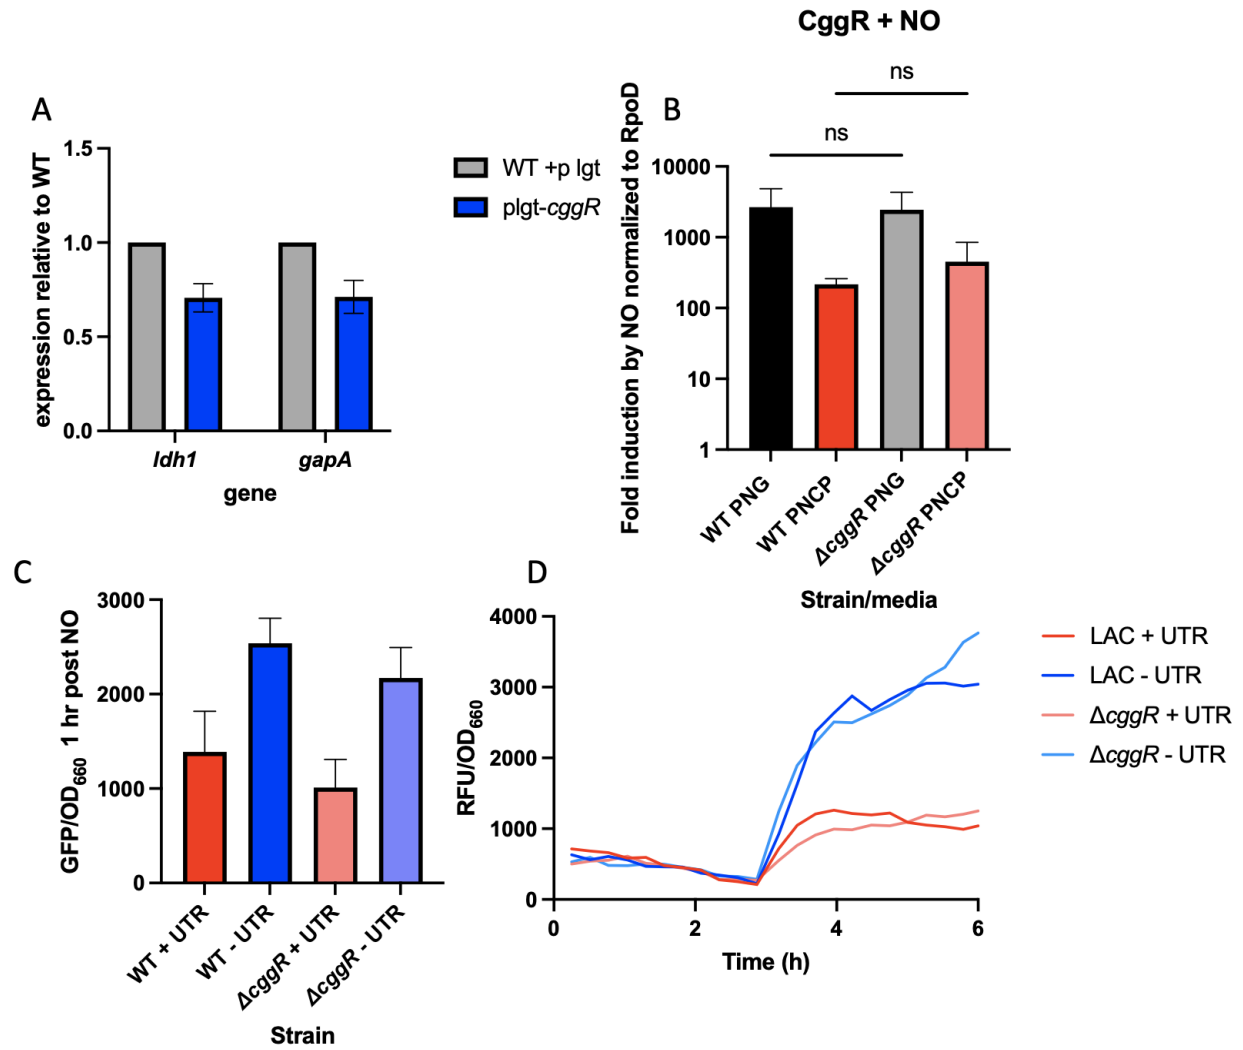 A
expression relative to WT
1.5
1.0
0.5
0.0
ldh1
gapA
gene
WT +p lgt
plgt-cggR
CggR + NO
B
ns
ns
Fold induction by NO normalized to RpoD
10000
1000
100
10
1
WT PNG
WT PNCP
ΔcggR PNG
ΔcggR PNCP
Strain/media
C
GFP/OD660 1 hr post NO
3000
2000
1000
0
WT + UTR
WT - UTR
ΔcggR + UTR
ΔcggR - UTR
Strain
D
RFU/OD660
4000
3000
2000
1000
0
0
2
4
6
Time (h)
LAC + UTR
LAC - UTR
ΔcggR + UTR
ΔcggR - UTR